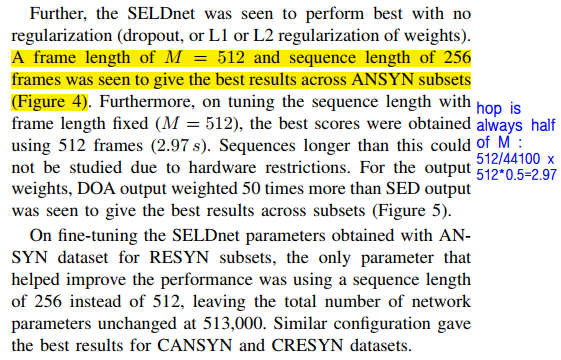 Further, the SELDnet was seen to perform best with no
regularization (dropout, or L1 or L2 regularization of weights).
A frame length of M = 512 and sequence length of 256
frames was seen to give the best results across ANSYN subsets
(Figure 4). Furthermore, on tuning the sequence length with
frame length fixed (M = 512), the best scores were obtained
using 512 frames (2.97 s). Sequences longer than this could
not be studied due to hardware restrictions. For the output
weights, DOA output weighted 50 times more than SED output
was seen to give the best results across subsets (Figure 5).
On fine-tuning the SELDnet parameters obtained with AN-
SYN dataset for RESYN subsets, the only parameter that
helped improve the performance was using a sequence length
of 256 instead of 512, leaving the total number of network
parameters unchanged at 513,000. Similar configuration gave
the best results for CANSYN and CRESYN datasets.
hop is
always half
of M :
512/44100 x
512*0.5=2.97